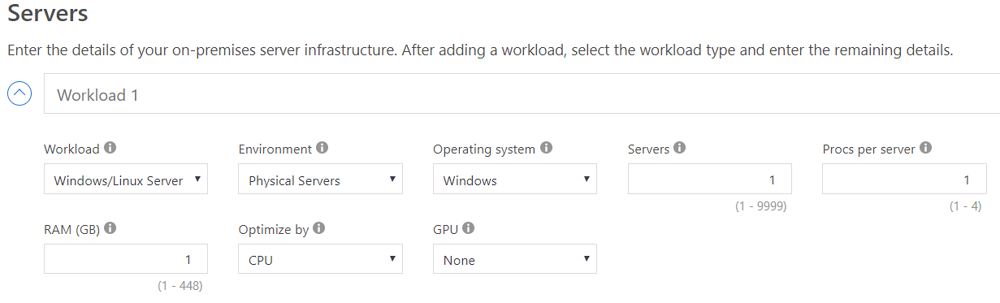 Servers
Enter the details of your on-premises server infrastructure. After adding a workload, select the workload type and enter the remaining details.
Workload 1
Workload Environment Operating system Servers Procs per server
Windows/Linux Server Physical Servers Windows 1 1
(1 - 9999) (1 - 4)
RAM (GB) Optimize by GPU
1 CPU None
(1 - 448)